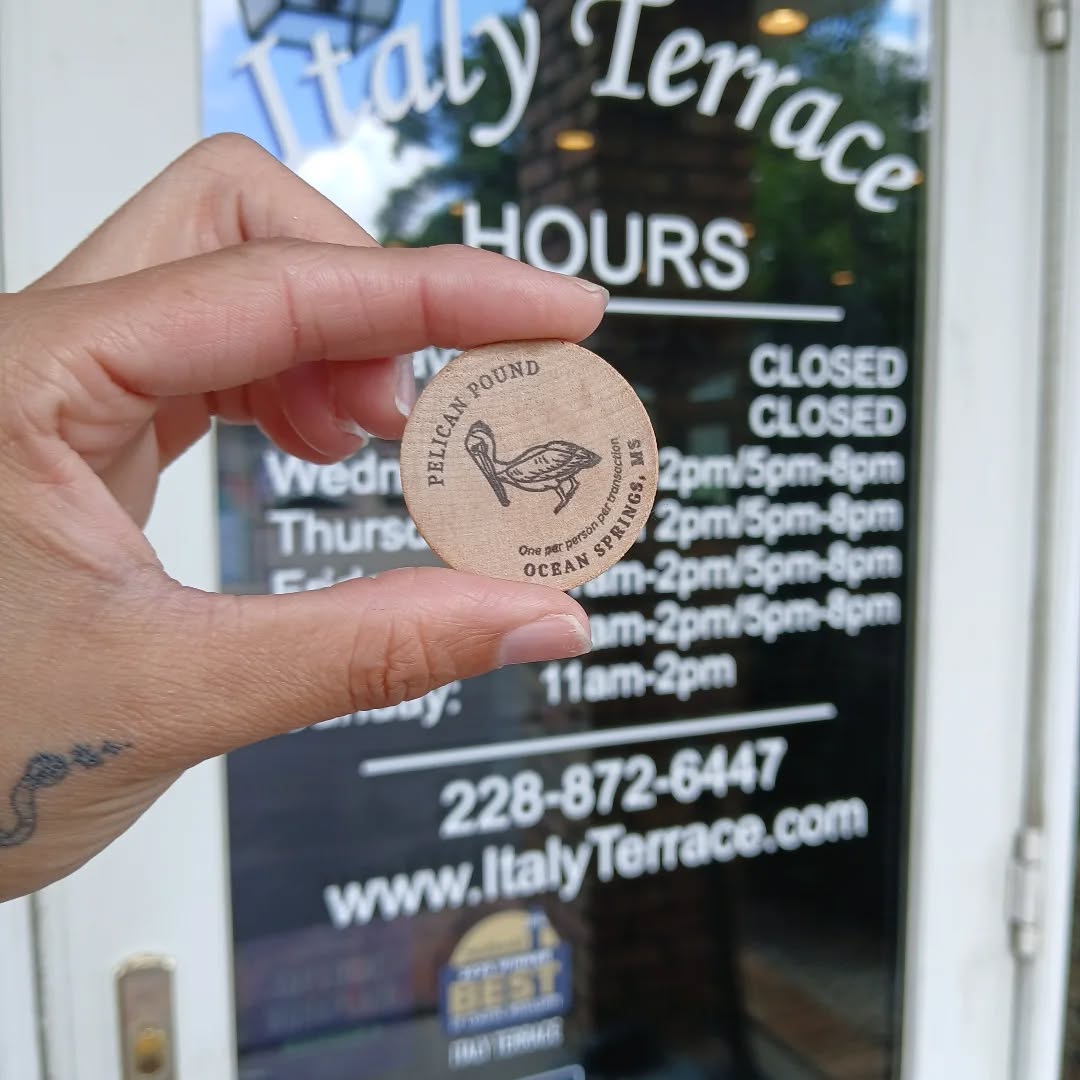 Italy Terrace
HOURS
CLOSED
CLOSED
PELICAN POUND
One per person per transaction
OCEAN SPRINGS, MS
2pm/5pm-8pm
2pm/5pm-8pm
am-2pm/5pm-8pm
am-2pm/5pm-8pm
11am-2pm
228-872-6447
www.ItalyTerrace.com
BEST
ITALY TERRACE